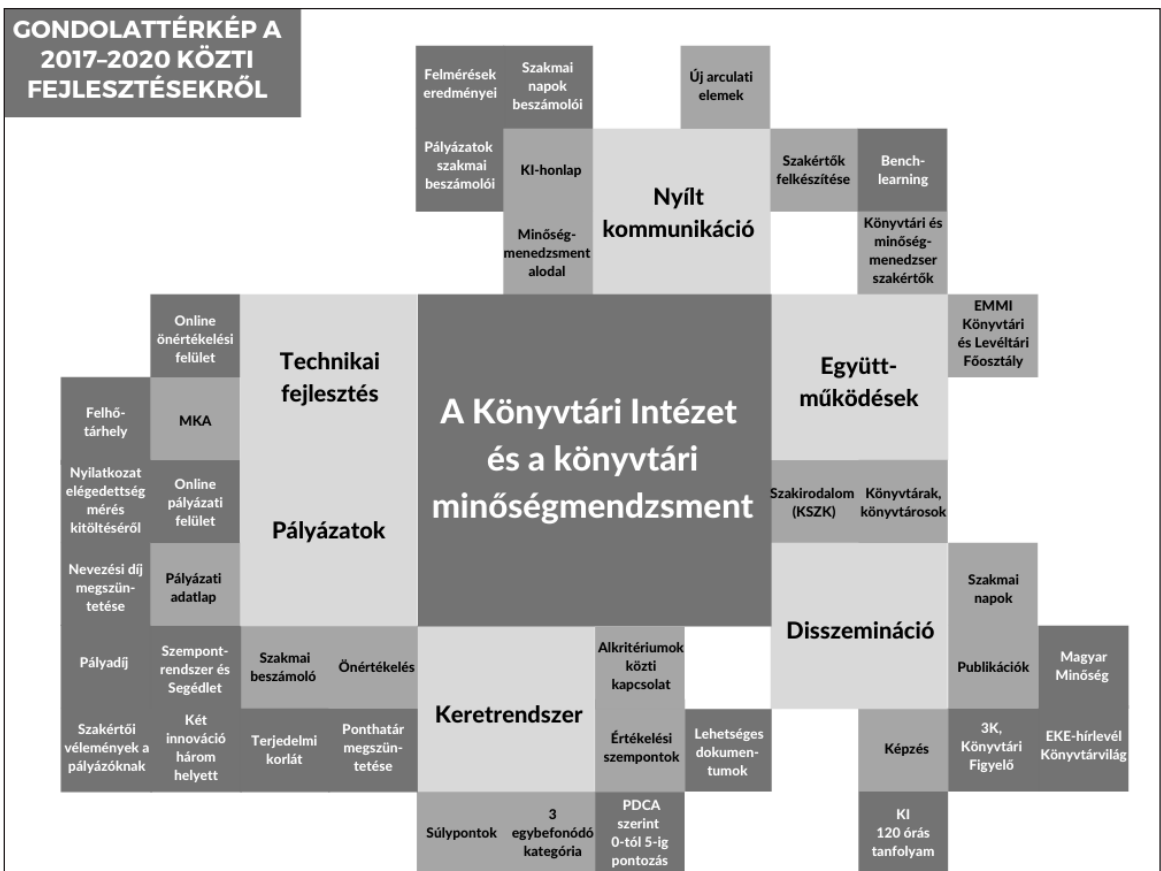 GONDOLATTÉRKÉP A
2017–2020 KÖZTI
FEJLESZTÉSEKRŐL
Felmérések
eredményei
Szakmai
napok
beszámolói
Új arculati
elemek
Pályázatok
szakmai
beszámolói
KI-honlap
Nyílt
kommunikáció
Szakértők
felkészítése
Bench-
learning
Minőség-
menedzsment
alodal
Könyvtári és
minőség-
menedzser
szakértők
Online
önértékelési
felület
Technikai
fejlesztés
A Könyvtári Intézet
és a könyvtári
minőségmendzsment
Együtt-
működések
EMMI
Könyvtári
és Levéltári
Főosztály
Felhő-
tárhely
MKA
Nyilatkozat
elégedettség
mérés
kitöltéséről
Online
pályázati
felület
Pályázatok
Szakirodalom
(KSZK)
Könyvtárak,
könyvtárosok
Nevezési díj
megszün-
tetése
Pályázati
adatlap
Disszemináció
Szakmai
napok
Pályadíj
Szempont-
rendszer és
Segédlet
Szakmai
beszámoló
Önértékelés
Keretrendszer
Alkritériumok
közti
kapcsolat
Publikációk
Magyar
Minőség
Szakértői
vélemények a
pályázóknak
Két
innováció
három
helyett
Terjedelmi
korlát
Ponthatár
megszün-
tetése
Értékelési
szempontok
Lehetséges
dokumen-
tumok
Képzés
3K,
Könyvtári
Figyelő
EKE-hírlevél
Könyvtárvilág
Súlypontok
3
egybefonódó
kategória
PDCA
szerint
0-tól 5-ig
pontozás
KI
120 órás
tanfolyam